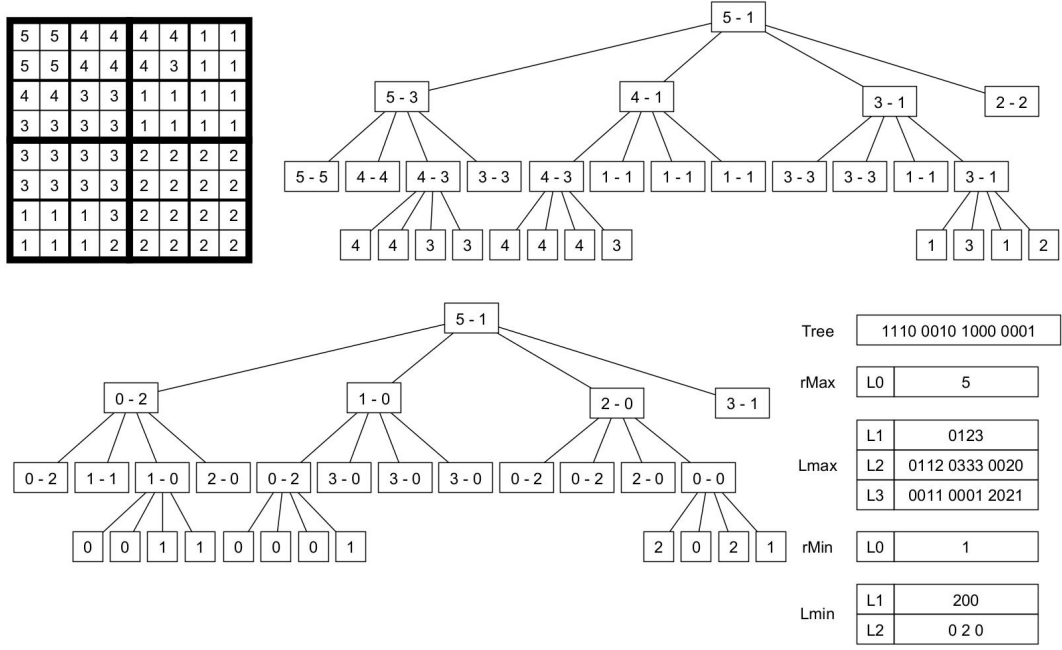 5 5 4 4 4 4 1 1
5 5 4 4 4 3 1 1
4 4 3 3 1 1 1 1
3 3 3 3 1 1 1 1
3 3 3 3 2 2 2 2
3 3 3 3 2 2 2 2
1 1 1 3 2 2 2 2
1 1 1 2 2 2 2 2
5 - 1
5 - 3 4 - 1 3 - 1 2 - 2
5 - 5 4 - 4 4 - 3 3 - 3 4 - 3 1 - 1 1 - 1 1 - 1 3 - 3 3 - 3 1 - 1 3 - 1
4 4 3 3 4 4 4 3 1 3 1 2
5 - 1
0 - 2 1 - 0 2 - 0 3 - 1
0 - 2 1 - 1 1 - 0 2 - 0 0 - 2 3 - 0 3 - 0 3 - 0 0 - 2 0 - 2 2 - 0 0 - 0
0 0 1 1 0 0 0 1 2 0 2 1
Tree 1110 0010 1000 0001
rMax L0 5
Lmax L1 0123
L2 0112 0333 0020
L3 0011 0001 2021
rMin L0 1
Lmin L1 200
L2 0 2 0